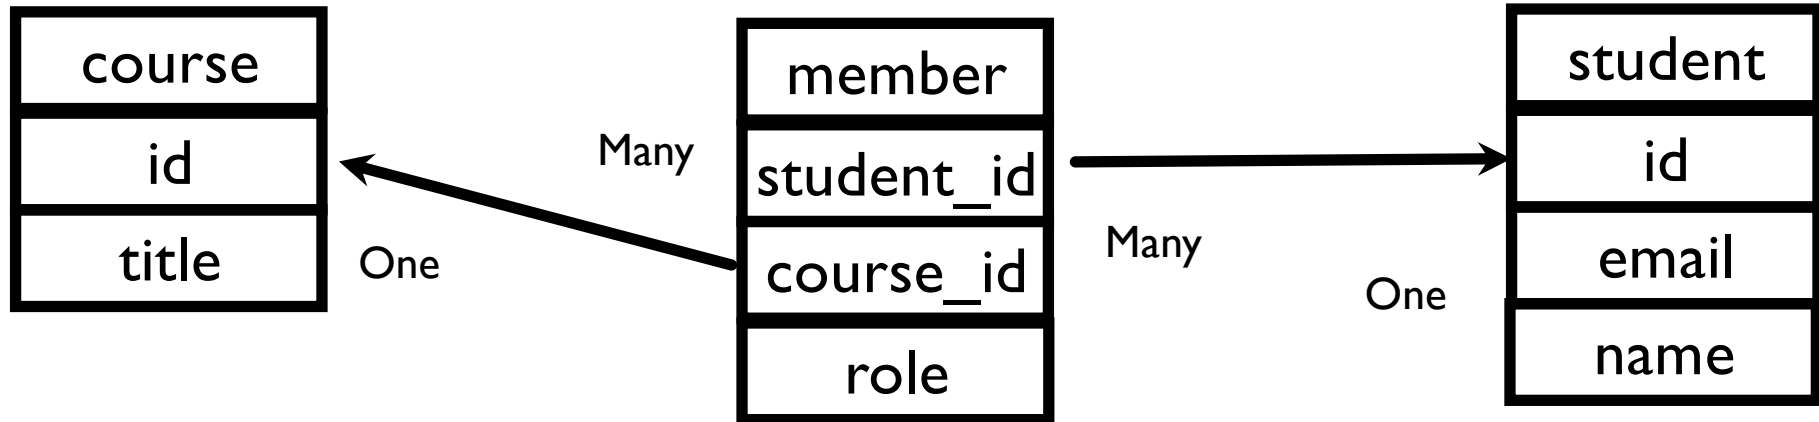 course
id
title
One
Many
member
student_id
course_id
role
Many
One
student
id
email
name